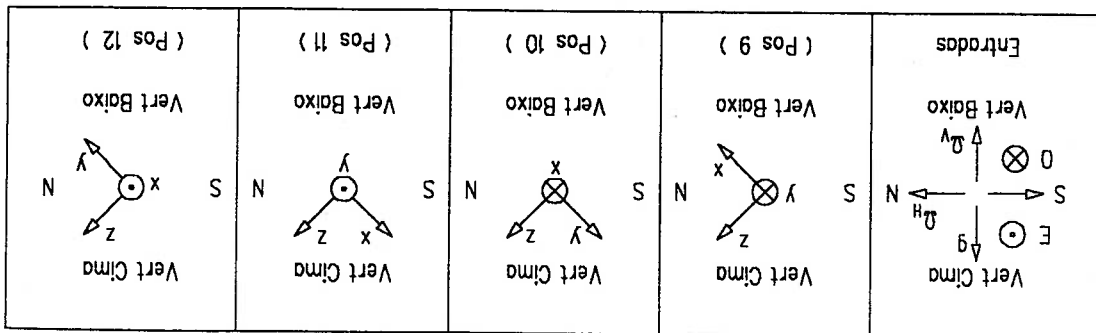 Vert Cima
E g
Ω_H
S N
O Ω_V
Vert Baixo
Entradas
Vert Cima
z
S y N
x
Vert Baixo
( Pos 9 )
Vert Cima
y z
S N
x
Vert Baixo
( Pos 10 )
Vert Cima
x z
S N
y
Vert Baixo
( Pos 11 )
Vert Cima
z
S x N
y
Vert Baixo
( Pos 12 )